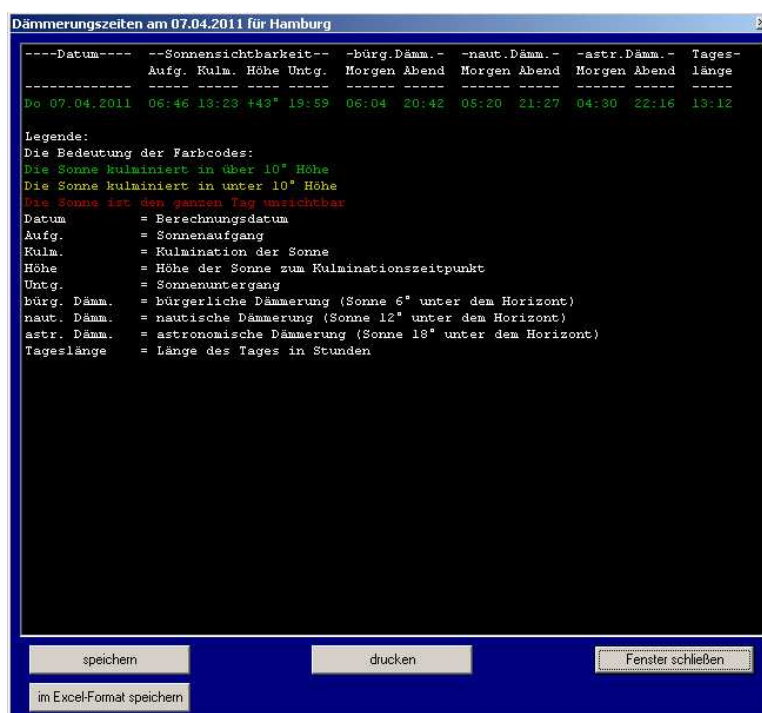 Dämmerungszeiten am 07.04.2011 für Hamburg
----Datum---- --Sonnensichtbarkeit-- -bürg.Dämm.- -naut.Dämm.- -astr.Dämm.- Tages-
Aufg. Kulm. Höhe Untg. Morgen Abend Morgen Abend Morgen Abend länge
------------- ----- ----- ---- ----- ------ ----- ------ ----- ------ ----- -----
Do 07.04.2011 06:46 13:23 +43° 19:59 06:04 20:42 05:20 21:27 04:30 22:16 13:12
Legende:
Die Bedeutung der Farbcodes:
Die Sonne kulminiert in über 10° Höhe
Die Sonne kulminiert in unter 10° Höhe
Die Sonne ist den ganzen Tag unsichtbar
Datum = Berechnungsdatum
Aufg. = Sonnenaufgang
Kulm. = Kulmination der Sonne
Höhe = Höhe der Sonne zum Kulminationszeitpunkt
Untg. = Sonnenuntergang
bürg. Dämm. = bürgerliche Dämmerung (Sonne 6° unter dem Horizont)
naut. Dämm. = nautische Dämmerung (Sonne 12° unter dem Horizont)
astr. Dämm. = astronomische Dämmerung (Sonne 18° unter dem Horizont)
Tageslänge = Länge des Tages in Stunden
speichern drucken Fenster schließen
im Excel-Format speichern